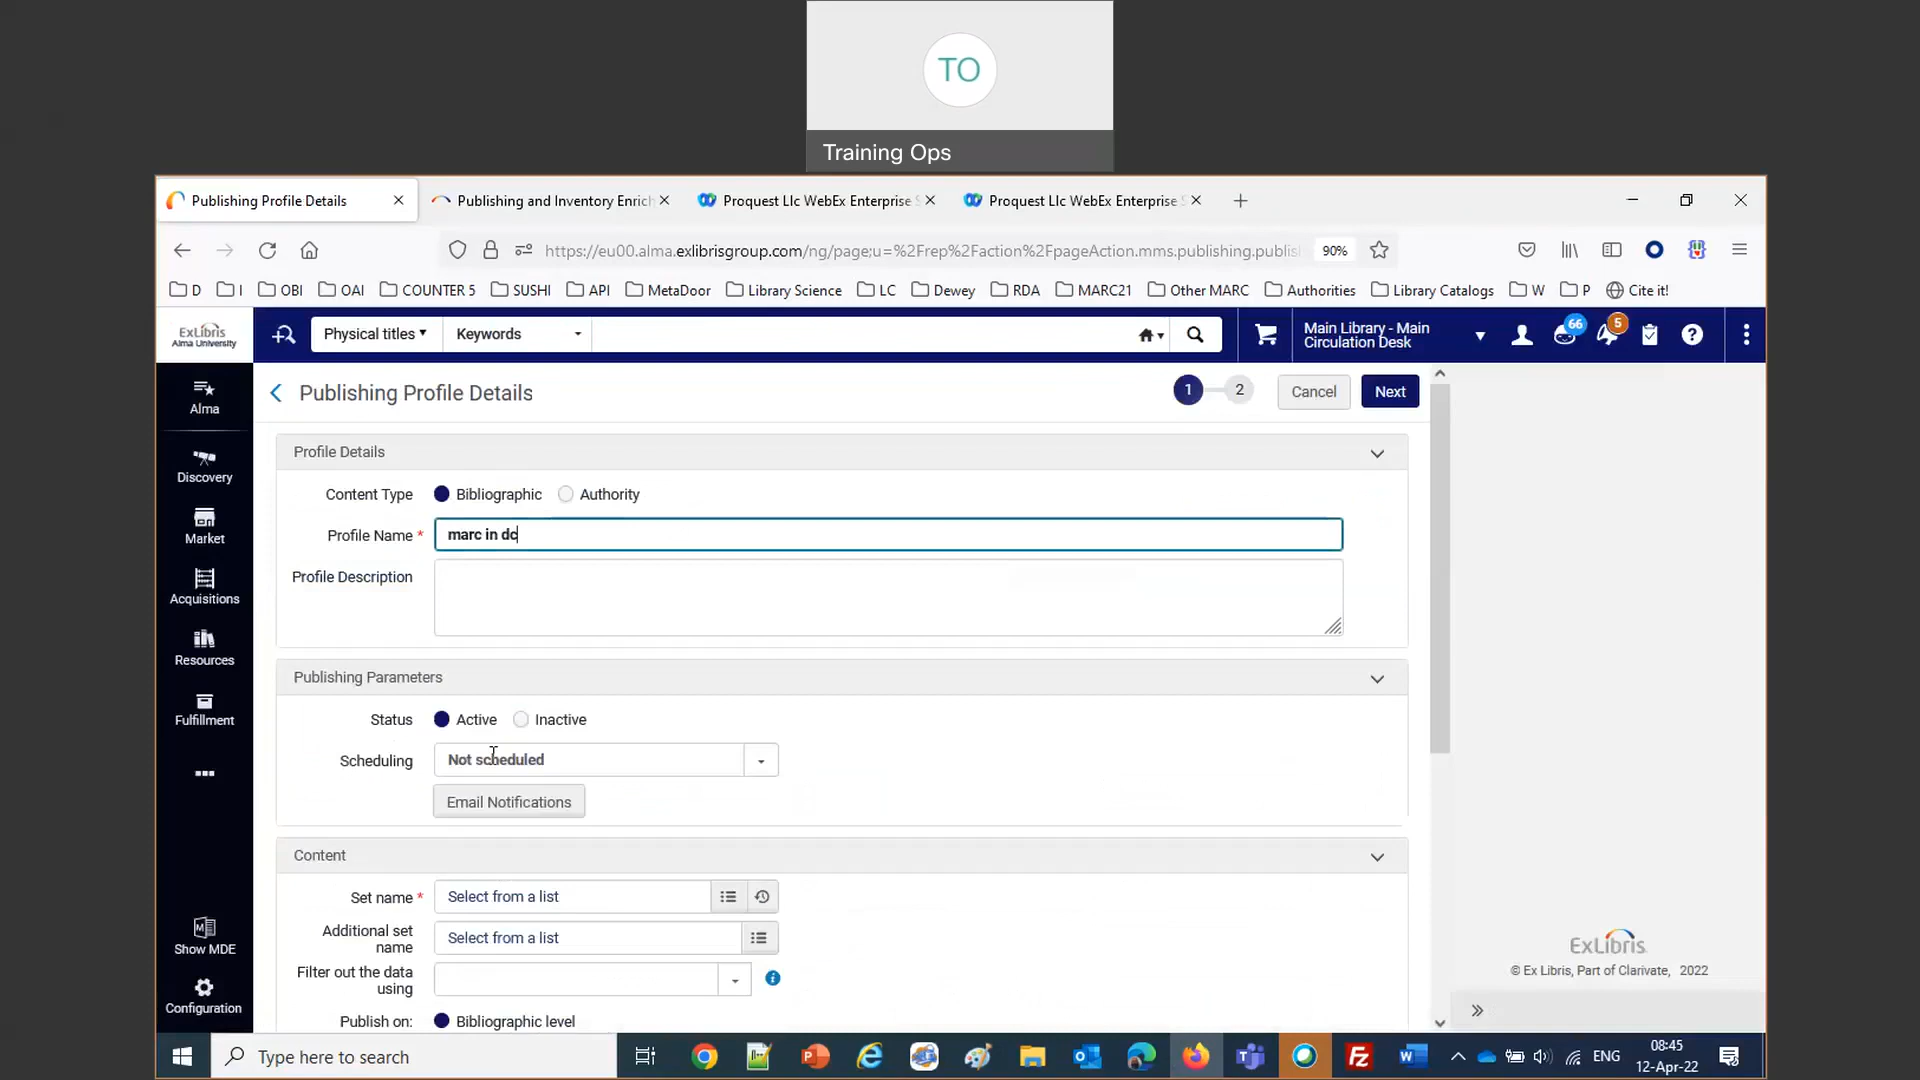 TO
Training Ops
Publishing Profile Details
Publishing and Inventory Enrich
Proquest Llc WebEx Enterprise S
Proquest Llc WebEx Enterprise S
https://eu00.alma.exlibrisgroup.com/ng/page;u=%2Frep%2Faction%2FpageAction.mms.publishing.publis
90%
D
I
OBI
OAI
COUNTER 5
SUSHI
API
MetaDoor
Library Science
LC
Dewey
RDA
MARC21
Other MARC
Authorities
Library Catalogs
W
P
Cite it!
ExLibris
Alma University
Physical titles
Keywords
Main Library - Main
Circulation Desk
66
5
Alma
Discovery
Market
Acquisitions
Resources
Fulfillment
Show MDE
Configuration
Publishing Profile Details
1
2
Cancel
Next
Profile Details
Content Type
Bibliographic
Authority
Profile Name *
marc in dc
Profile Description
Publishing Parameters
Status
Active
Inactive
Scheduling
Not scheduled
Email Notifications
Content
Set name *
Select from a list
Additional set
name
Select from a list
Filter out the data
using
Publish on:
Bibliographic level
ExLibris
© Ex Libris, Part of Clarivate, 2022
Type here to search
ENG
08:45
12-Apr-22